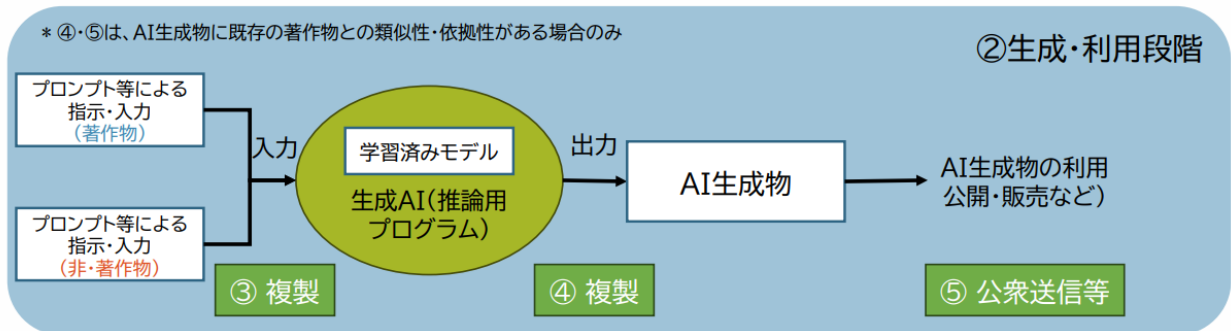 * ④・⑤は、AI生成物に既存の著作物との類似性・依拠性がある場合のみ
②生成・利用段階
プロンプト等による
指示・入力
(著作物)
プロンプト等による
指示・入力
(非・著作物)
入力
学習済みモデル
生成AI(推論用
プログラム)
出力
AI生成物
AI生成物の利用
公開・販売など)
③ 複製
④ 複製
⑤ 公衆送信等